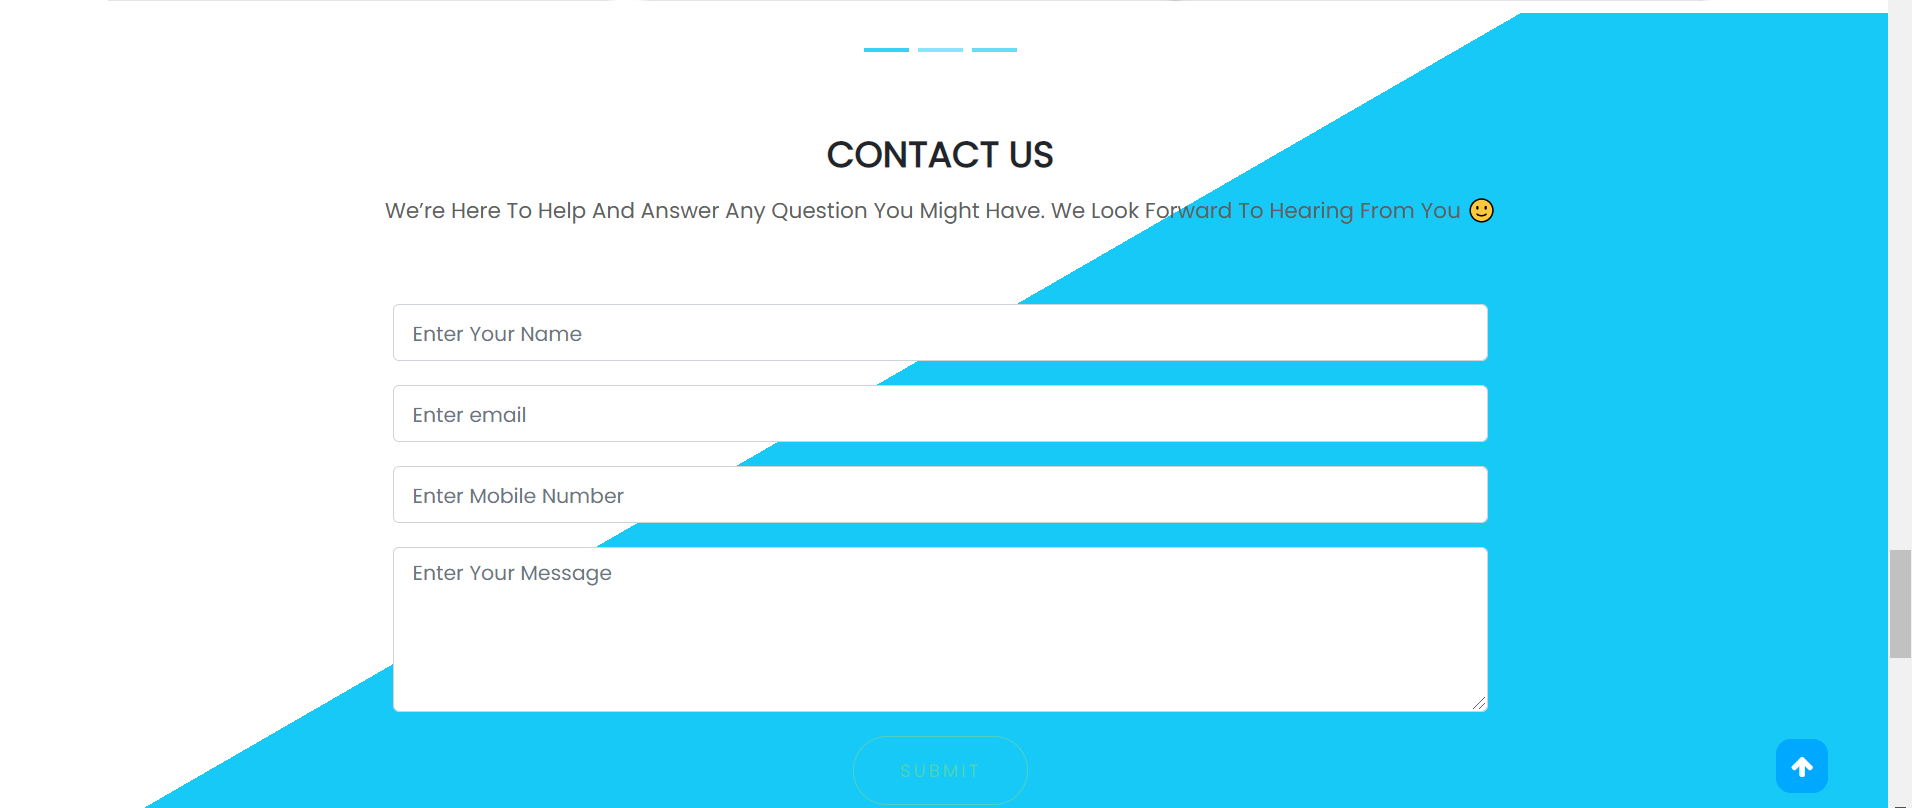 CONTACT US
We’re Here To Help And Answer Any Question You Might Have. We Look Forward To Hearing From You 🙂
Enter Your Name
Enter email
Enter Mobile Number
Enter Your Message
SUBMIT